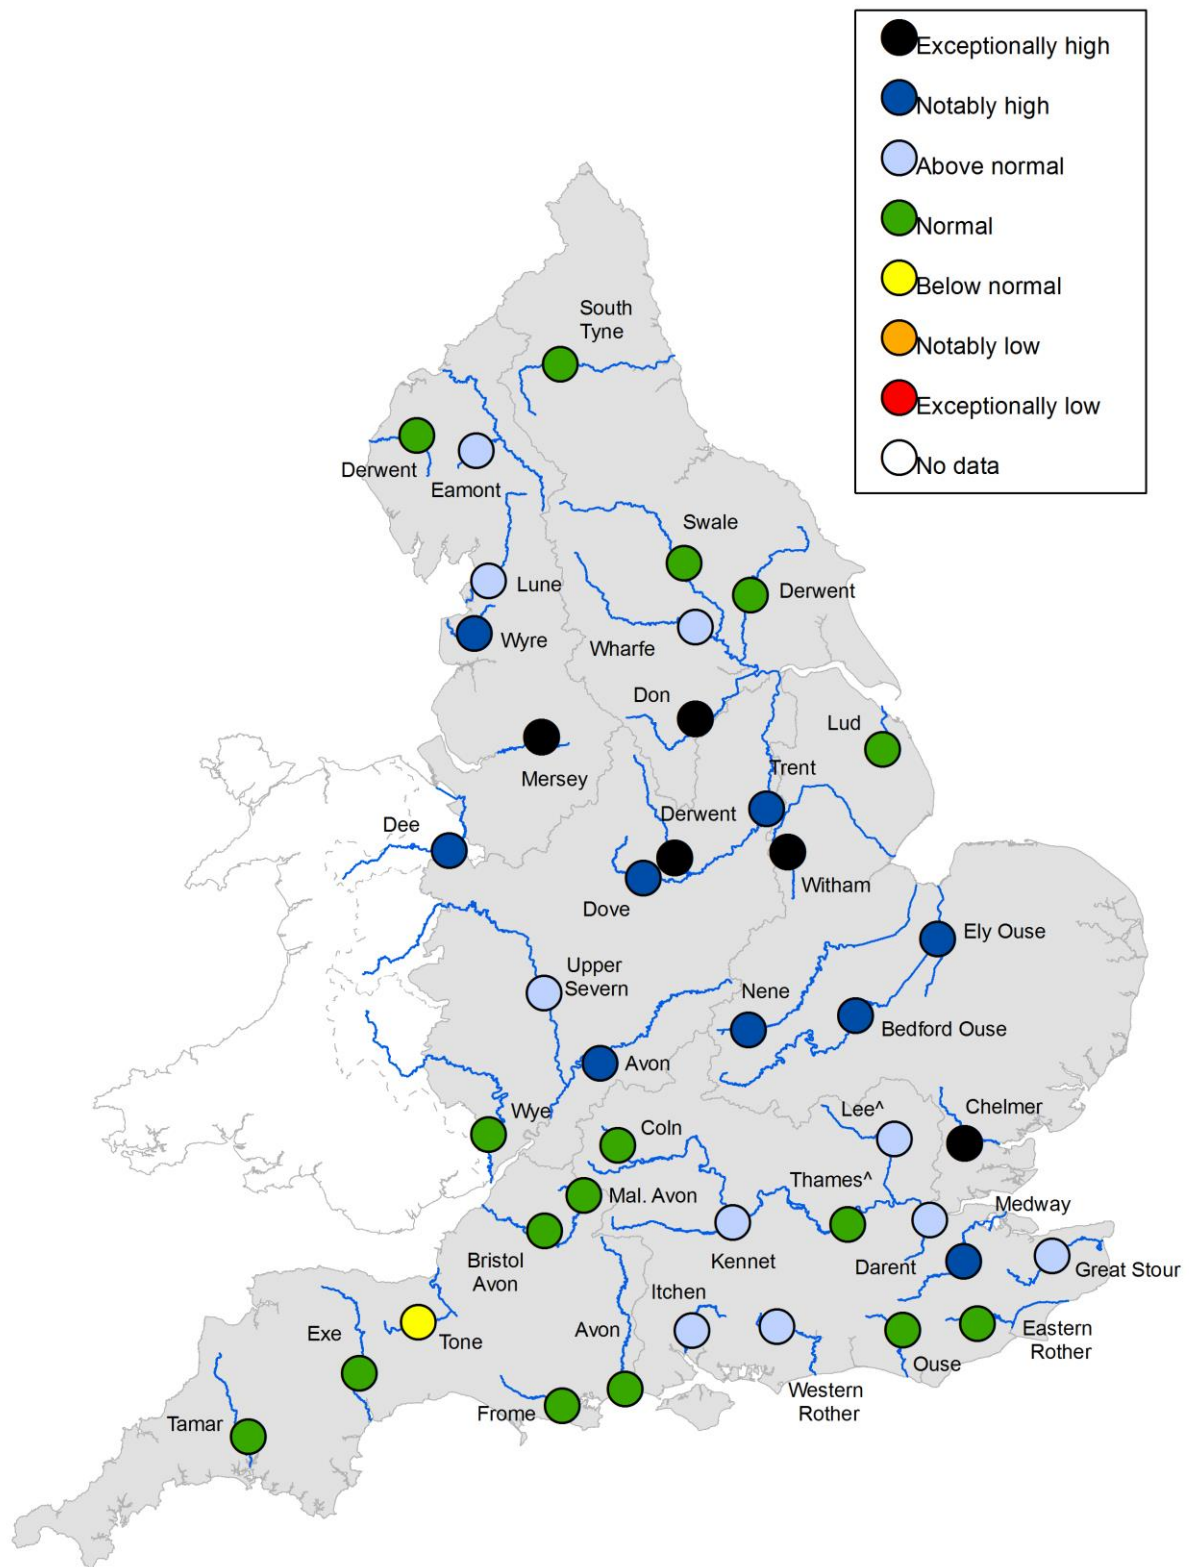 Exceptionally high
Notably high
Above normal
Normal
Below normal
Notably low
Exceptionally low
No data
South
Tyne
Derwent
Eamont
Swale
Lune
Derwent
Wyre
Wharfe
Don
Lud
Mersey
Trent
Derwent
Dee
Witham
Dove
Ely Ouse
Upper
Severn
Nene
Bedford Ouse
Avon
Wye
Coln
Lee^
Chelmer
Mal. Avon
Thames^
Medway
Bristol
Avon
Kennet
Darent
Great Stour
Itchen
Exe
Tone
Avon
Ouse
Eastern
Rother
Western
Rother
Frome
Tamar